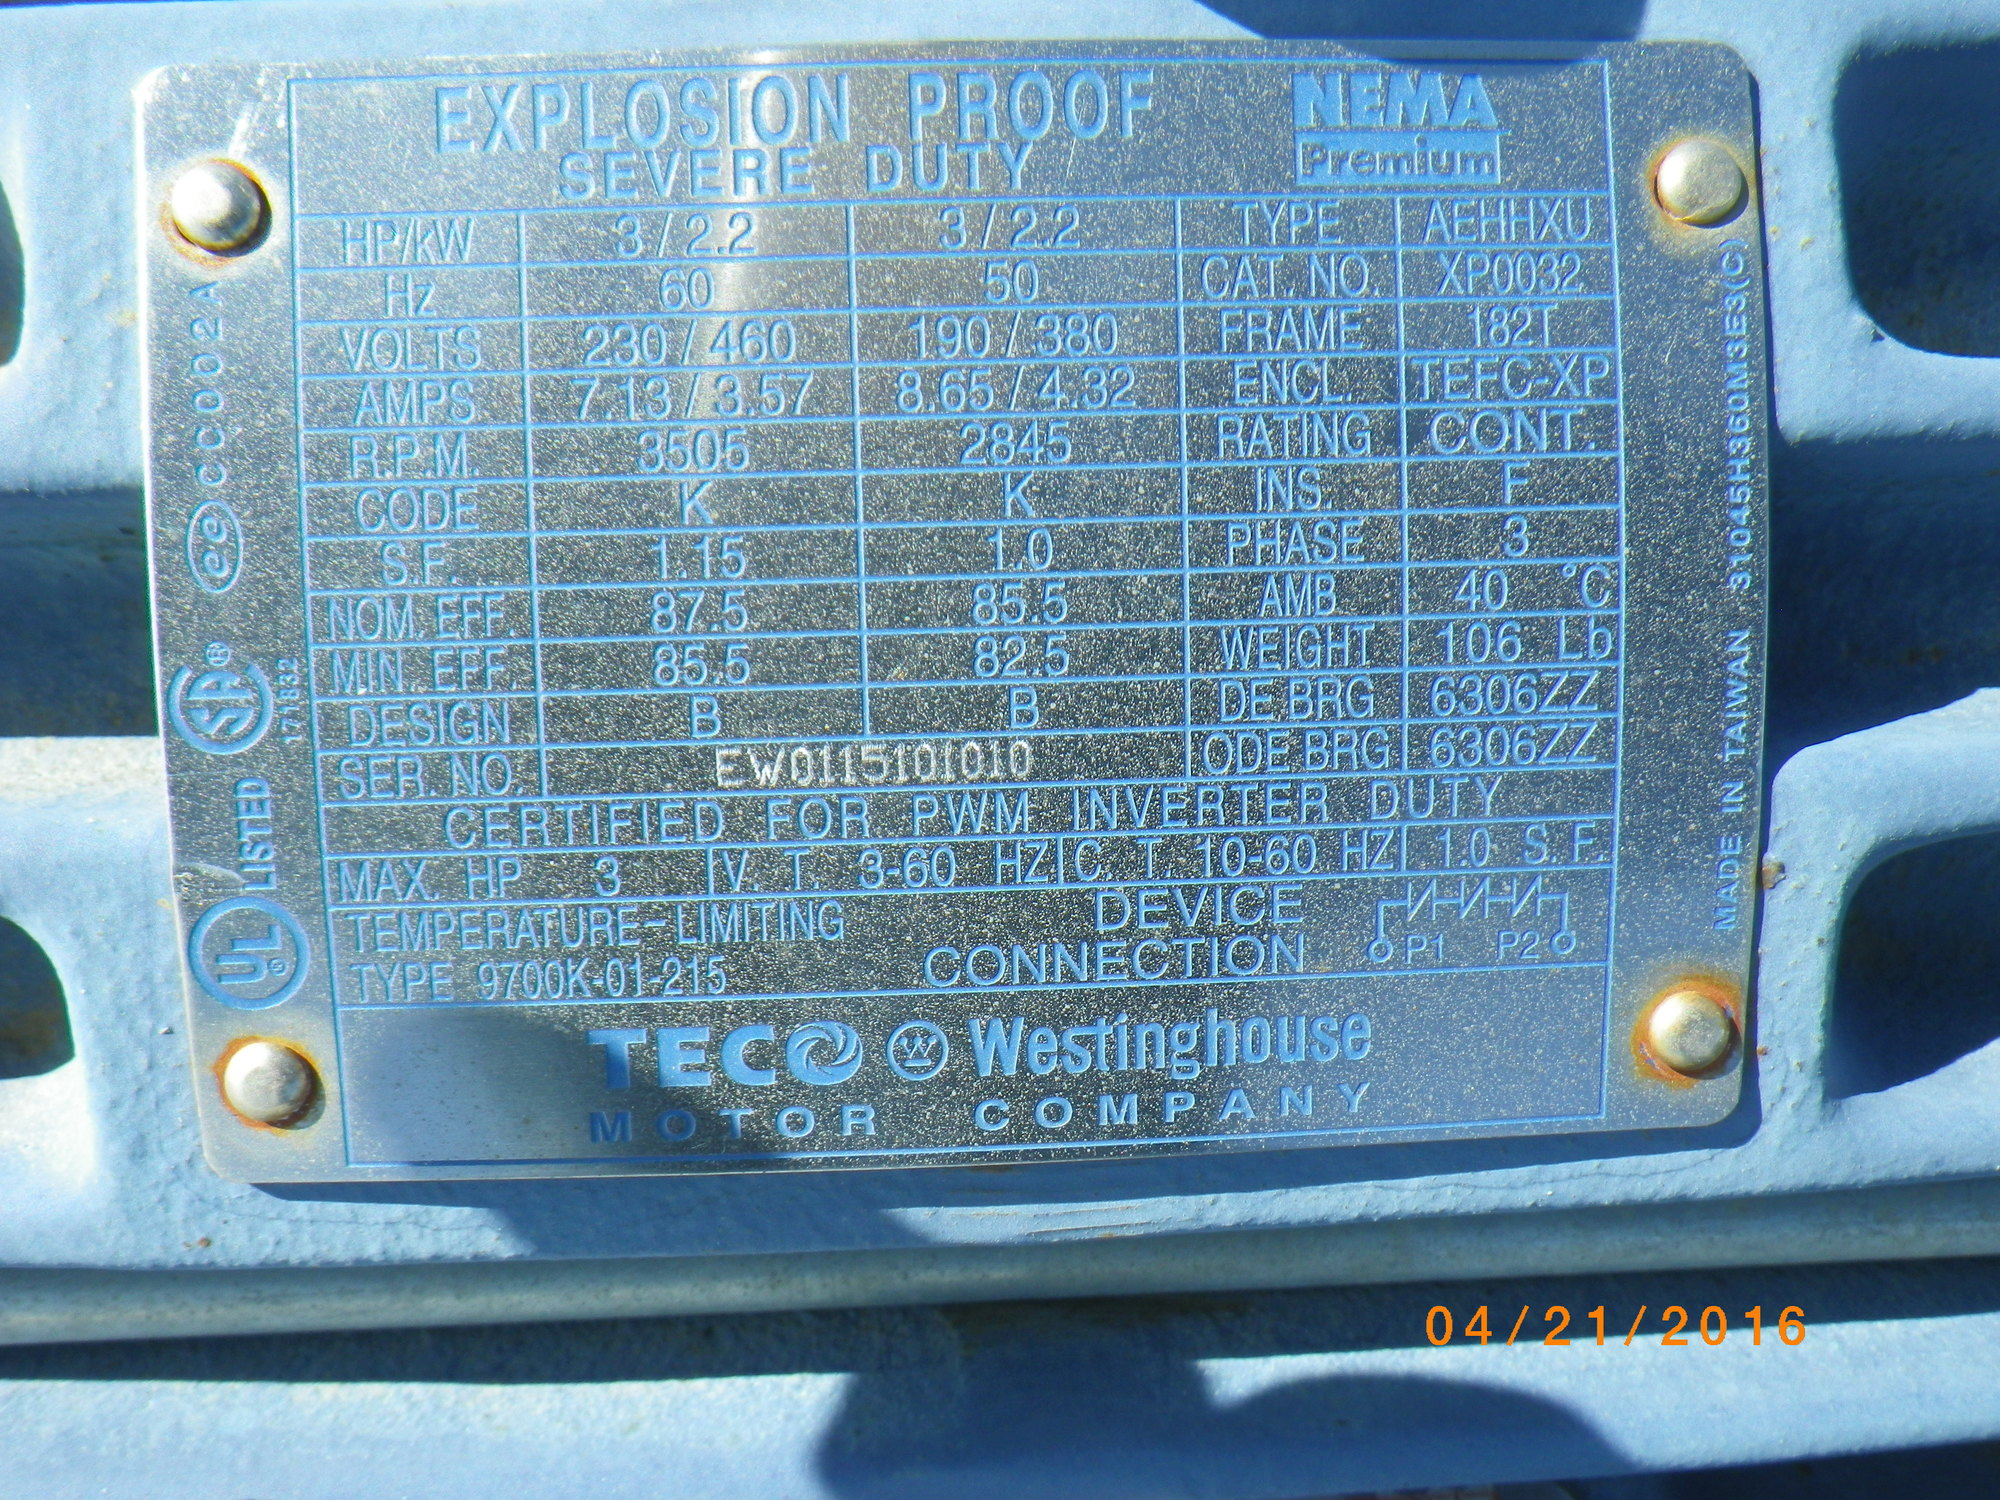 EXPLOSION PROOF
SEVERE DUTY
NEMA
Premium
HP/kW 3 / 2.2 3 / 2.2 TYPE AEHHXU
Hz 60 50 CAT. NO. XP0032
VOLTS 230 / 460 190 / 380 FRAME 182T
AMPS 7.13 / 3.57 8.65 / 4.32 ENCL. TEFC-XP
R.P.M. 3505 2845 RATING CONT.
CODE K K INS. F
S.F. 1.15 1.0 PHASE 3
NOM. EFF. 87.5 85.5 AMB 40 °C
MIN. EFF. 85.5 82.5 WEIGHT 106 Lb
DESIGN B B DE BRG 6306ZZ
SER. NO. EW0115101010 ODE BRG 6306ZZ
CERTIFIED FOR PWM INVERTER DUTY
MAX. HP 3 V. T. 3-60 HZ C. T. 10-60 HZ 1.0 S. F.
TEMPERATURE-LIMITING DEVICE
TYPE 9700K-01-215 CONNECTION P1 P2
TECO W Westinghouse
MOTOR COMPANY
UL ® LISTED SA ® 171832 ee CC002A
MADE IN TAIWAN 31045H360M3E3(C)
04/21/2016